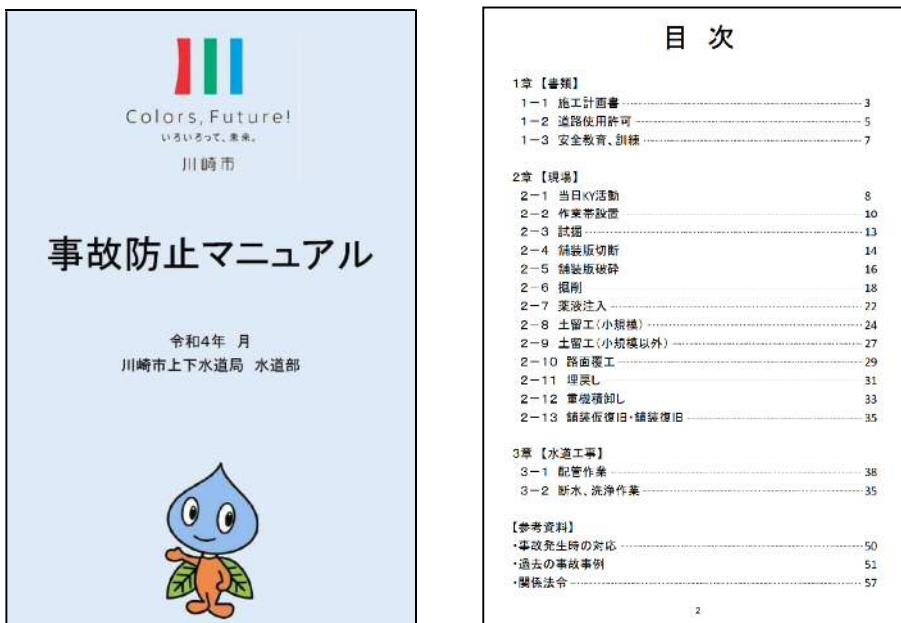 Colors, Future!
いろいろって、未来。
川崎市
事故防止マニュアル
令和4年 月
川崎市上下水道局 水道部
目 次
1章 【書類】
1-1 施工計画書 3
1-2 道路使用許可 5
1-3 安全教育、訓練 7
2章 【現場】
2-1 当日KY活動 8
2-2 作業帯設置 10
2-3 試掘 13
2-4 舗装版切断 14
2-5 舗装版破砕 16
2-6 掘削 18
2-7 薬液注入 22
2-8 土留工(小規模) 24
2-9 土留工(小規模以外) 27
2-10 路面覆工 29
2-11 埋戻し 31
2-12 重機積卸し 33
2-13 舗装仮復旧・舗装復旧 35
3章 【水道工事】
3-1 配管作業 38
3-2 断水、洗浄作業 35
【参考資料】
・事故発生時の対応 50
・過去の事故事例 51
・関係法令 57
2